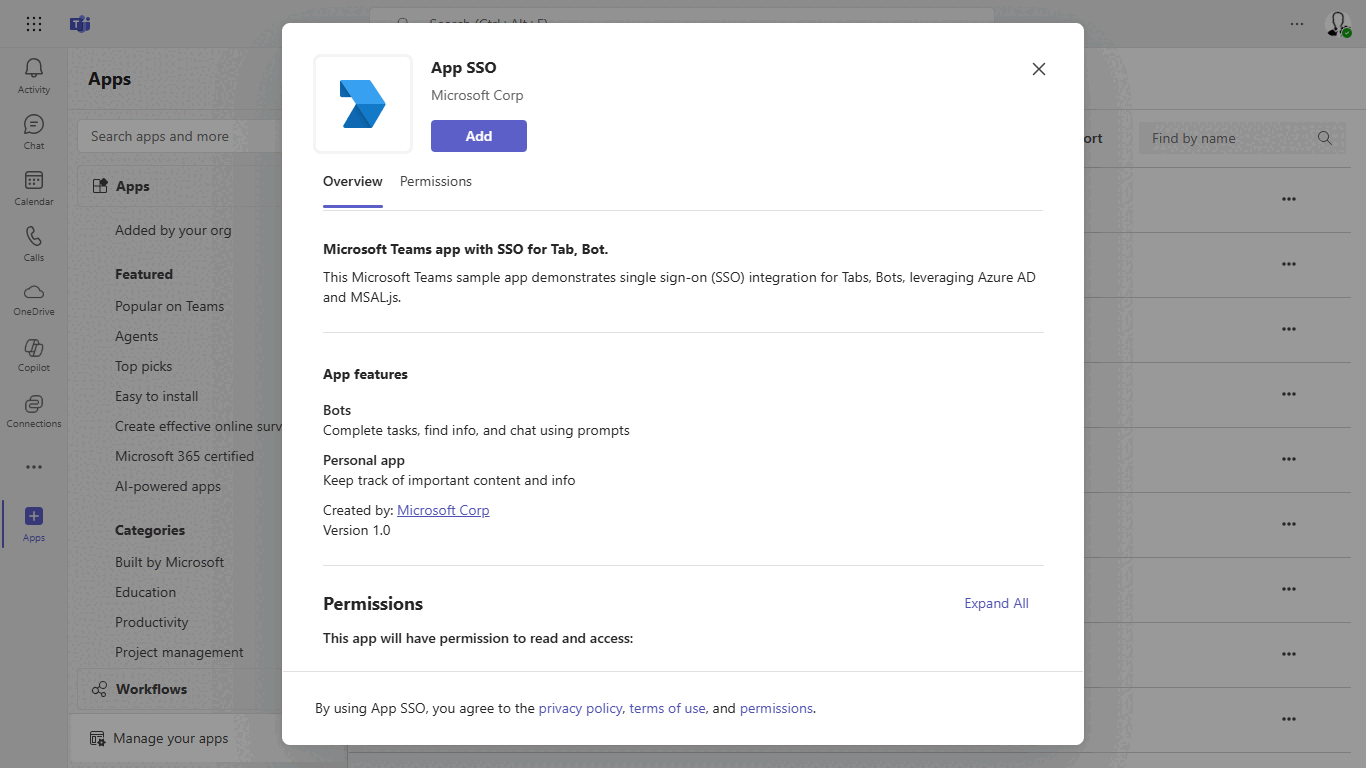 Search (Ctrl+Alt+E)
Activity
Chat
Calendar
Calls
OneDrive
Copilot
Connections
Apps
Apps
Search apps and more
Apps
Added by your org
Featured
Popular on Teams
Agents
Top picks
Easy to install
Create effective online surv
Microsoft 365 certified
AI-powered apps
Categories
Built by Microsoft
Education
Productivity
Project management
Workflows
Manage your apps
App SSO
Microsoft Corp
Add
Overview Permissions
Microsoft Teams app with SSO for Tab, Bot.
This Microsoft Teams sample app demonstrates single sign-on (SSO) integration for Tabs, Bots, leveraging Azure AD
and MSAL.js.
App features
Bots
Complete tasks, find info, and chat using prompts
Personal app
Keep track of important content and info
Created by: Microsoft Corp
Version 1.0
Permissions Expand All
This app will have permission to read and access:
By using App SSO, you agree to the privacy policy, terms of use, and permissions.
ort
Find by name